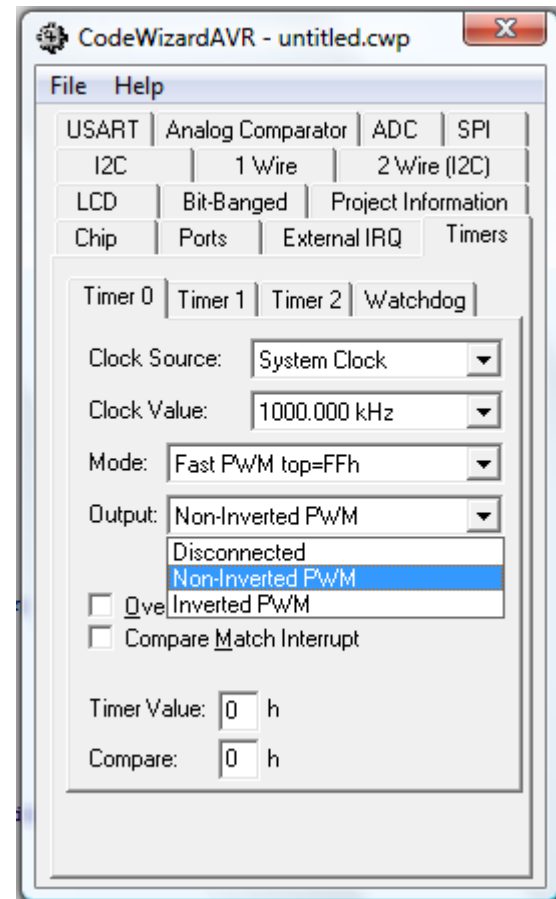 CodeWizardAVR - untitled.cwp
File Help
USART Analog Comparator ADC SPI
I2C 1 Wire 2 Wire (I2C)
LCD Bit-Banged Project Information
Chip Ports External IRQ Timers
Timer 0 Timer 1 Timer 2 Watchdog
Clock Source: System Clock
Clock Value: 1000.000 kHz
Mode: Fast PWM top=FFh
Output: Non-Inverted PWM
Disconnected
Non-Inverted PWM
Ove Inverted PWM
Compare Match Interrupt
Timer Value: 0 h
Compare: 0 h